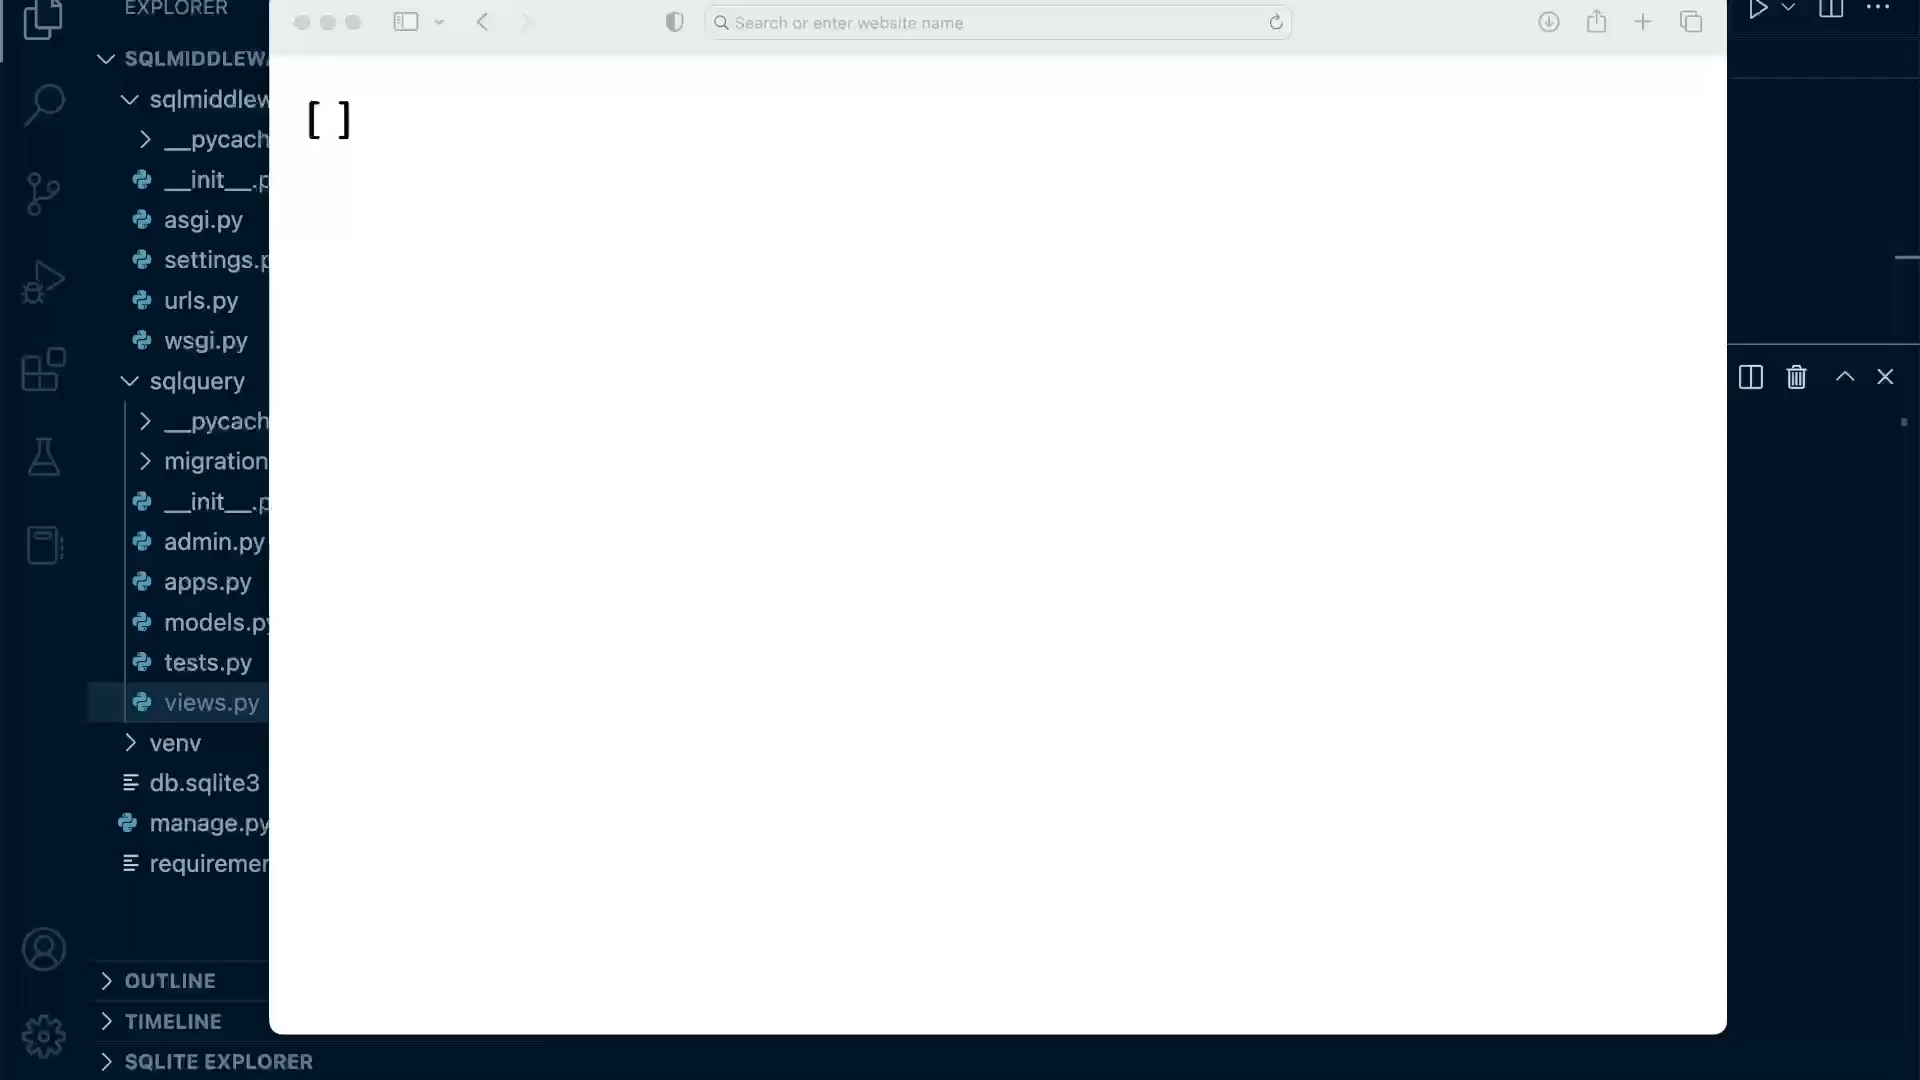 EXPLORER
Search or enter website name
SQLMIDDLEWA
sqlmiddlew
[ ]
__pycach
__init__.p
asgi.py
settings.p
urls.py
wsgi.py
sqlquery
__pycach
migration
__init__.p
admin.py
apps.py
models.py
tests.py
views.py
venv
db.sqlite3
manage.py
requiremen
OUTLINE
TIMELINE
SQLITE EXPLORER